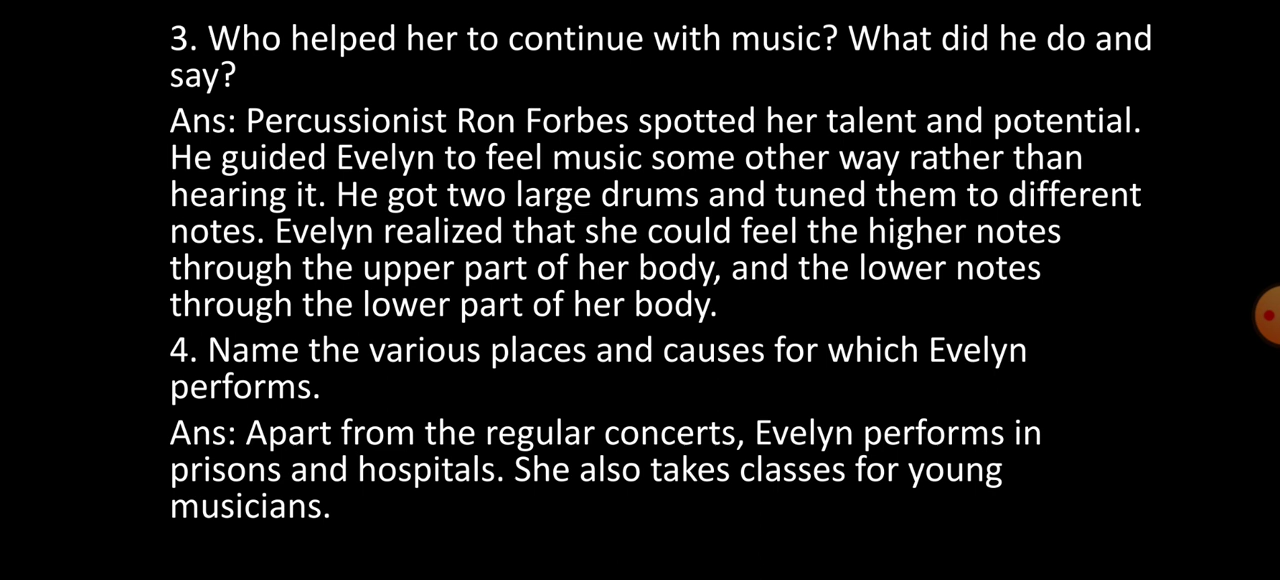 3. Who helped her to continue with music? What did he do and
say?
Ans: Percussionist Ron Forbes spotted her talent and potential.
He guided Evelyn to feel music some other way rather than
hearing it. He got two large drums and tuned them to different
notes. Evelyn realized that she could feel the higher notes
through the upper part of her body, and the lower notes
through the lower part of her body.
4. Name the various places and causes for which Evelyn
performs.
Ans: Apart from the regular concerts, Evelyn performs in
prisons and hospitals. She also takes classes for young
musicians.